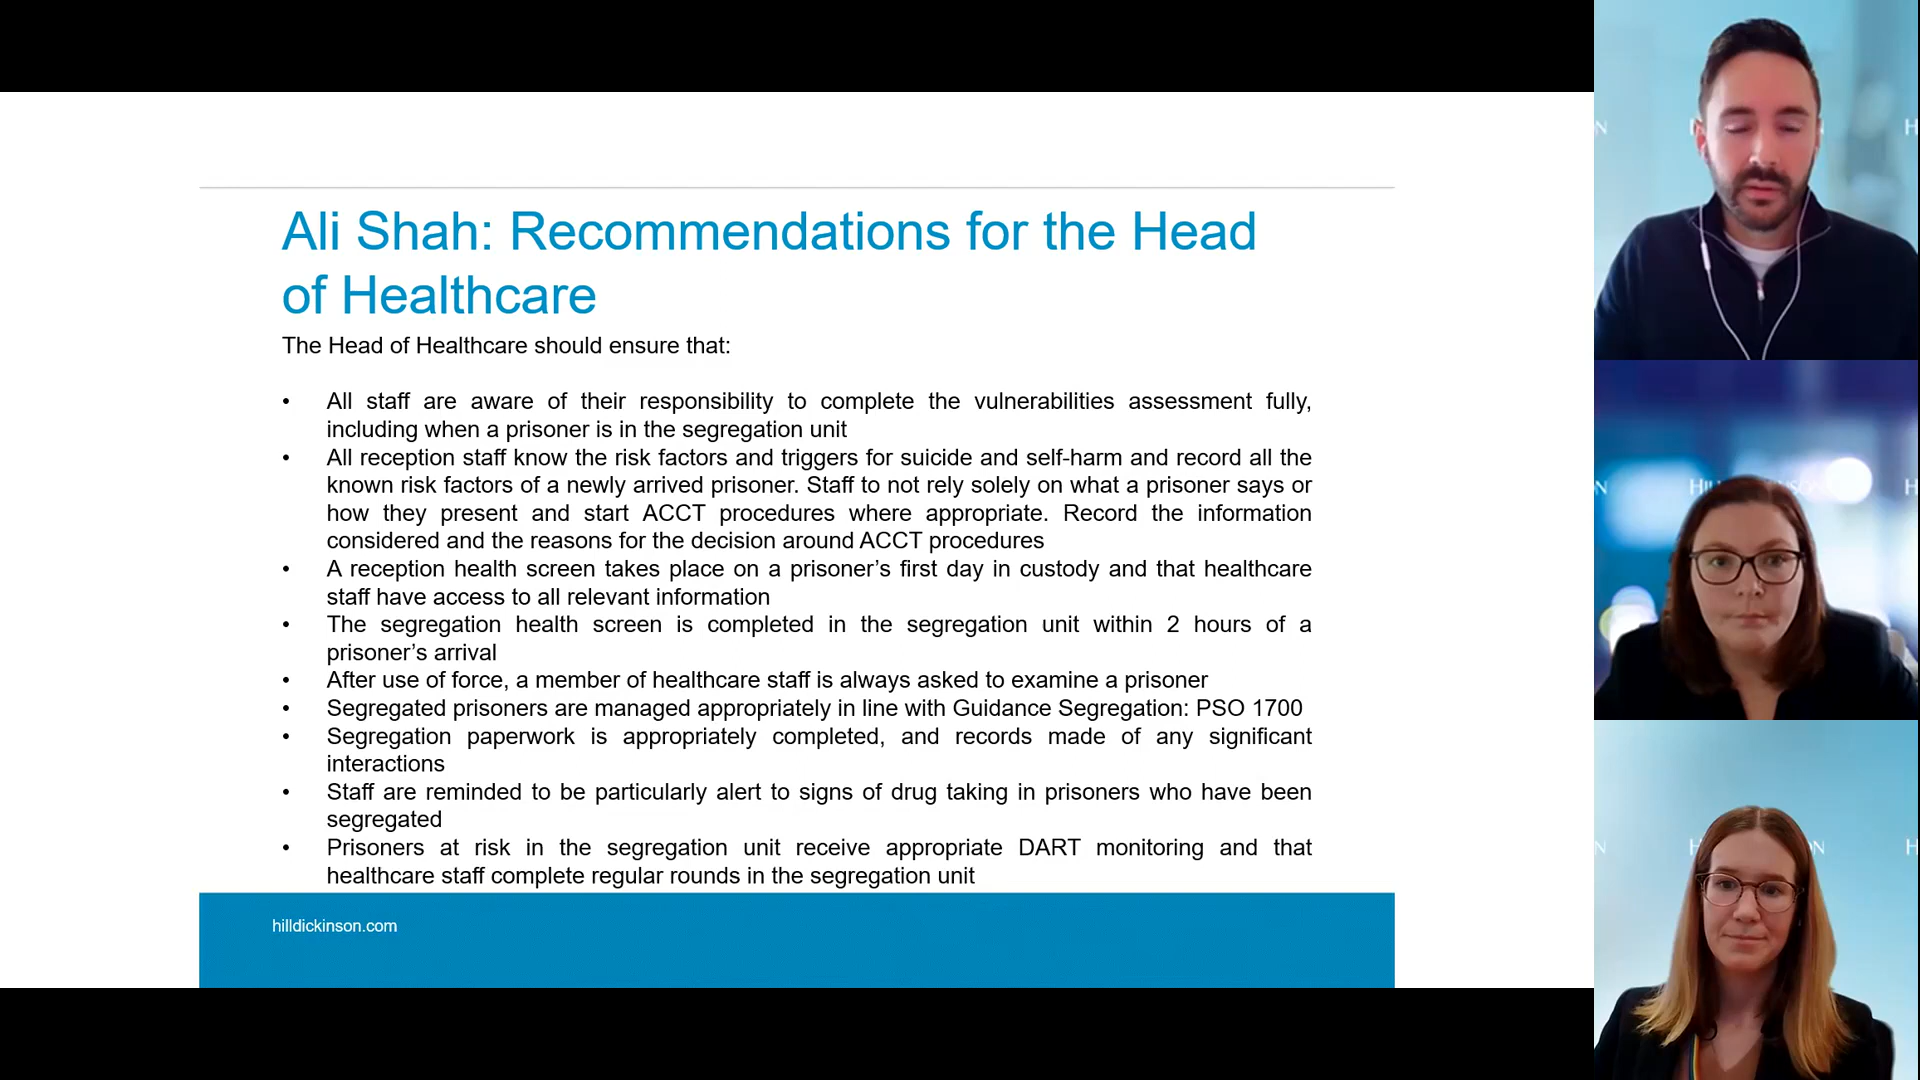 Ali Shah: Recommendations for the Head
of Healthcare
The Head of Healthcare should ensure that:
• All staff are aware of their responsibility to complete the vulnerabilities assessment fully,
including when a prisoner is in the segregation unit
• All reception staff know the risk factors and triggers for suicide and self-harm and record all the
known risk factors of a newly arrived prisoner. Staff to not rely solely on what a prisoner says or
how they present and start ACCT procedures where appropriate. Record the information
considered and the reasons for the decision around ACCT procedures
• A reception health screen takes place on a prisoner’s first day in custody and that healthcare
staff have access to all relevant information
• The segregation health screen is completed in the segregation unit within 2 hours of a
prisoner’s arrival
• After use of force, a member of healthcare staff is always asked to examine a prisoner
• Segregated prisoners are managed appropriately in line with Guidance Segregation: PSO 1700
• Segregation paperwork is appropriately completed, and records made of any significant
interactions
• Staff are reminded to be particularly alert to signs of drug taking in prisoners who have been
segregated
• Prisoners at risk in the segregation unit receive appropriate DART monitoring and that
healthcare staff complete regular rounds in the segregation unit
hilldickinson.com